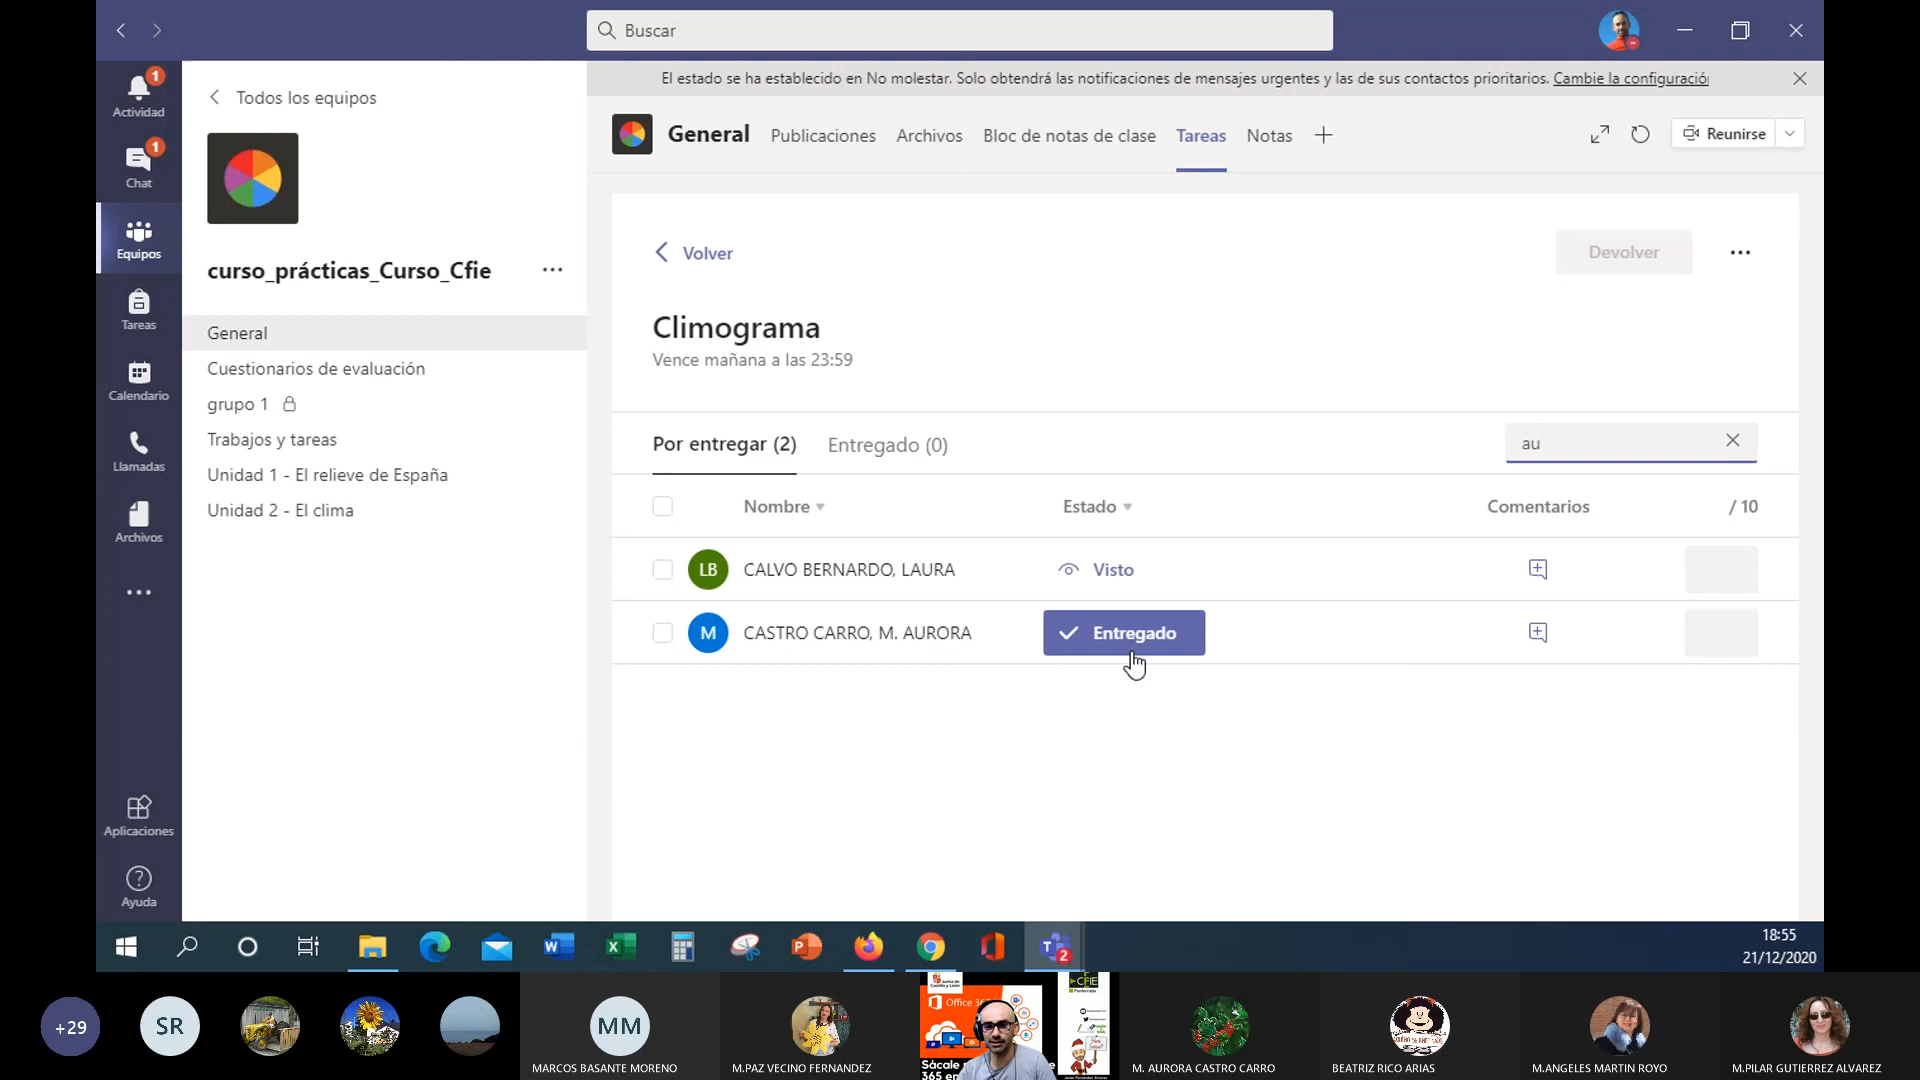 Buscar
El estado se ha establecido en No molestar. Solo obtendrá las notificaciones de mensajes urgentes y las de sus contactos prioritarios. Cambie la configuració
1
Actividad
1
Chat
Equipos
Tareas
Calendario
Llamadas
Archivos
Aplicaciones
Ayuda
Todos los equipos
curso_prácticas_Curso_Cfie
General
Cuestionarios de evaluación
grupo 1
Trabajos y tareas
Unidad 1 - El relieve de España
Unidad 2 - El clima
General Publicaciones Archivos Bloc de notas de clase Tareas Notas
Reunirse
Volver
Devolver
Climograma
Vence mañana a las 23:59
Por entregar (2) Entregado (0)
au
Nombre Estado Comentarios / 10
LB CALVO BERNARDO, LAURA Visto
M CASTRO CARRO, M. AURORA Entregado
18:55
21/12/2020
2
+29
SR
MM
MARCOS BASANTE MORENO
M.PAZ VECINO FERNANDEZ
Office 36
CFIE
Sácale
365 en
M. AURORA CASTRO CARRO
BEATRIZ RICO ARIAS
M.ANGELES MARTIN ROYO
M.PILAR GUTIERREZ ALVAREZ